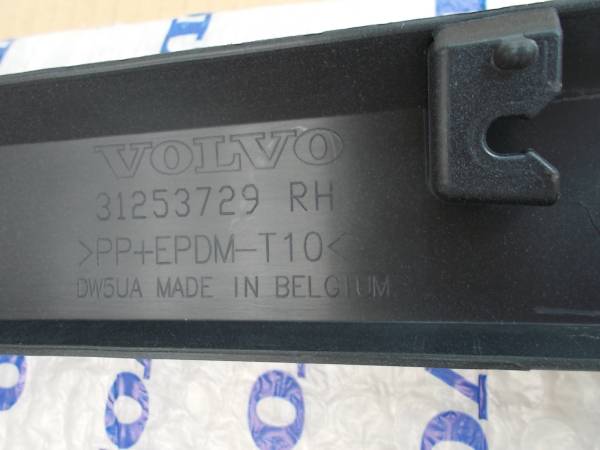 VOLVO
31253729 RH
>PP+EPDM-T10<
DW5UA MADE IN BELGIUM